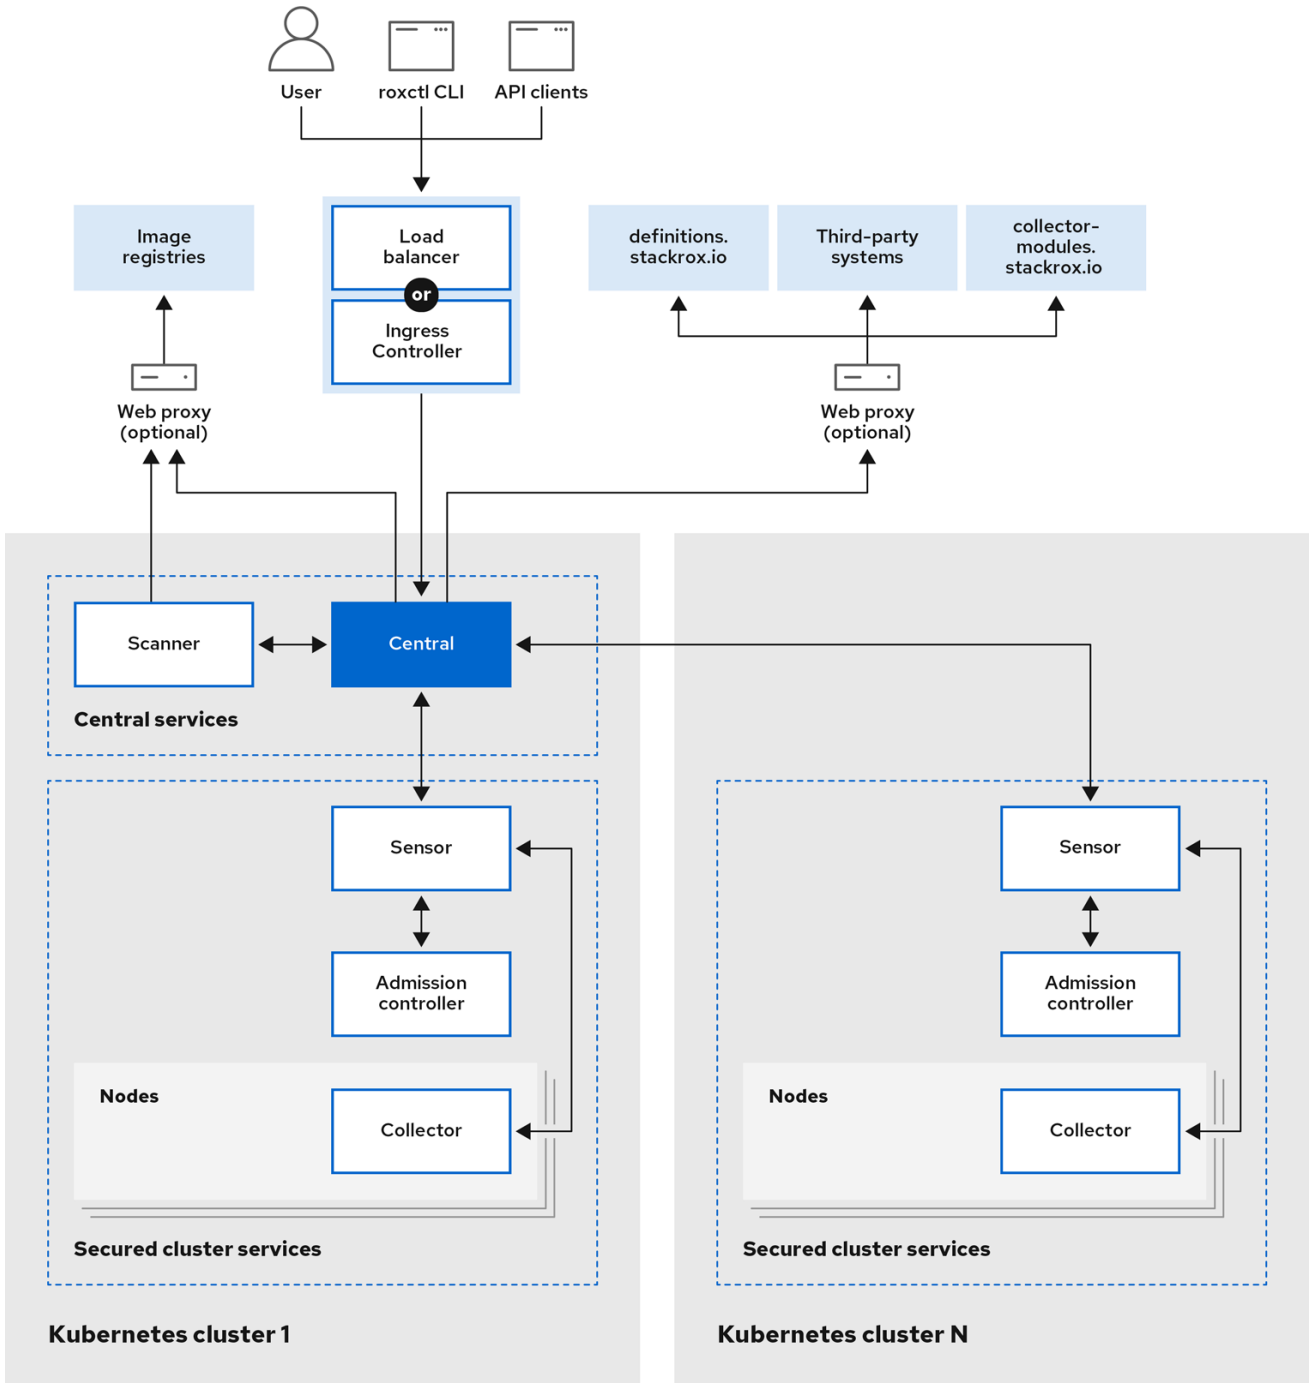 User
roxctl CLI
API clients
Image
registries
Load
balancer
or
Ingress
Controller
definitions.
stackrox.io
Third-party
systems
collector-
modules.
stackrox.io
Web proxy
(optional)
Web proxy
(optional)
Scanner
Central
Central services
Sensor
Admission
controller
Nodes
Collector
Secured cluster services
Kubernetes cluster 1
Sensor
Admission
controller
Nodes
Collector
Secured cluster services
Kubernetes cluster N